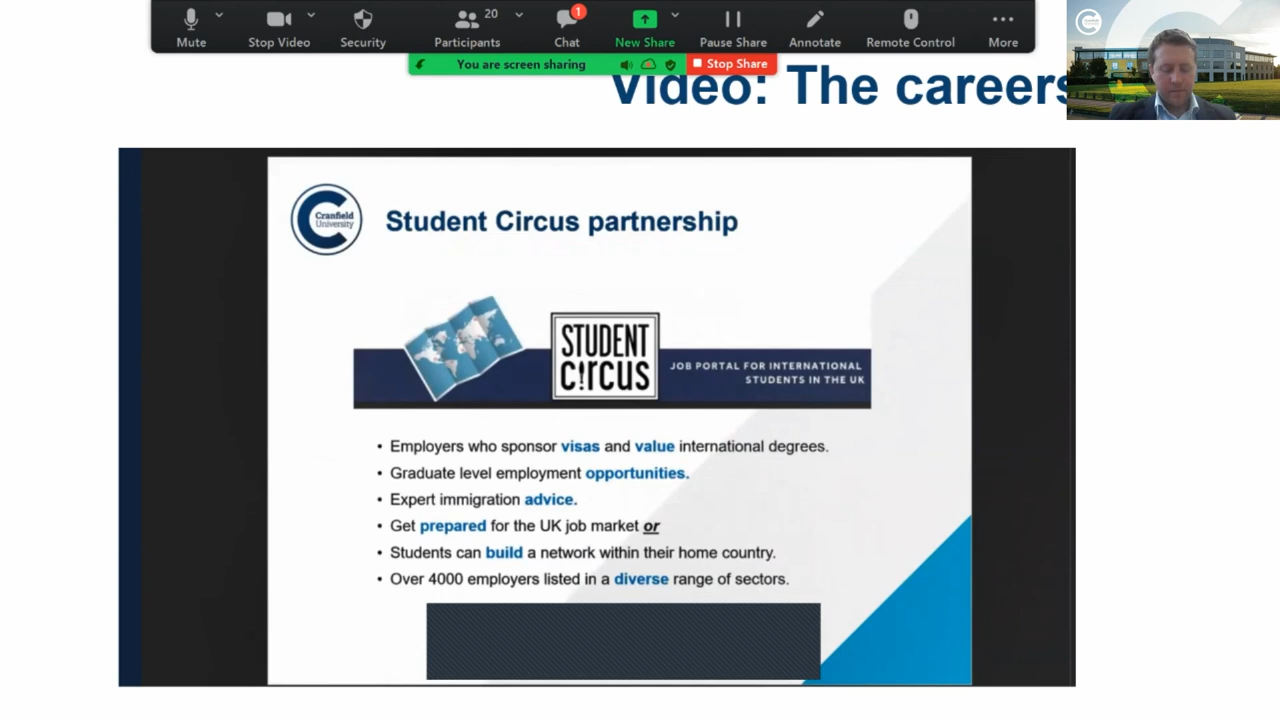 20
1
Mute
Stop Video
Security
Participants
Chat
New Share
Pause Share
Annotate
Remote Control
More
You are screen sharing
Stop Share
Video: The careers
Cranfield
University
Student Circus partnership
STUDENT
C!RCUS
JOB PORTAL FOR INTERNATIONAL
STUDENTS IN THE UK
• Employers who sponsor visas and value international degrees.
• Graduate level employment opportunities.
• Expert immigration advice.
• Get prepared for the UK job market or
• Students can build a network within their home country.
• Over 4000 employers listed in a diverse range of sectors.